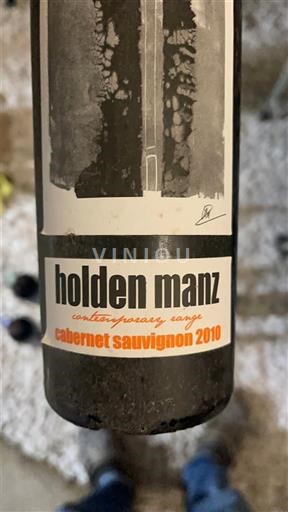 VINIOU
holden manz
contemporary range
cabernet sauvignon 2010